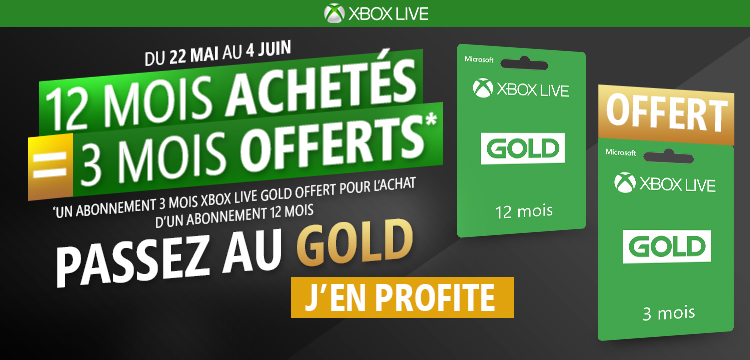 XBOX LIVE
DU 22 MAI AU 4 JUIN
12 MOIS ACHETÉS
= 3 MOIS OFFERTS*
*UN ABONNEMENT 3 MOIS XBOX LIVE GOLD OFFERT POUR L'ACHAT
D'UN ABONNEMENT 12 MOIS
PASSEZ AU GOLD
J'EN PROFITE
Microsoft
XBOX LIVE
GOLD
12 mois
OFFERT
Microsoft
XBOX LIVE
GOLD
3 mois